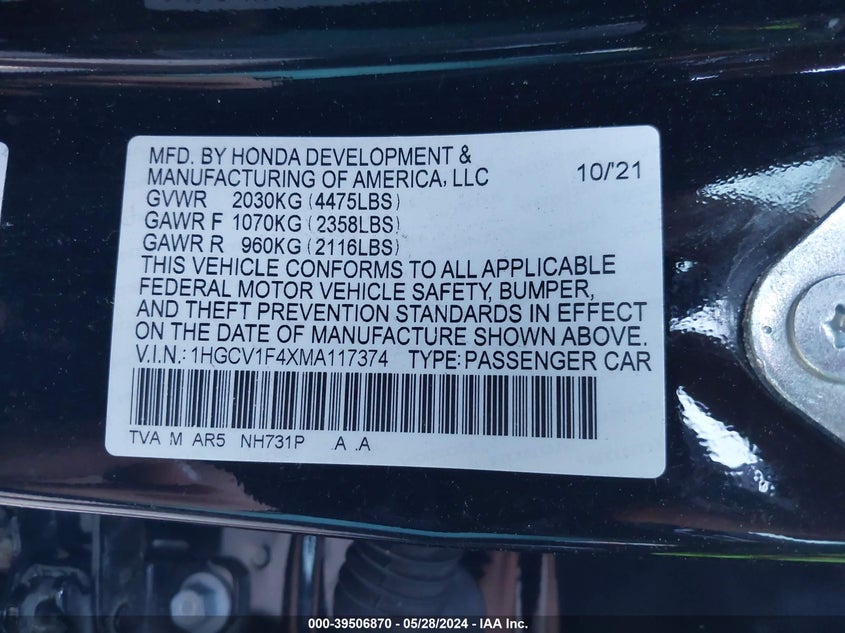 MFD. BY HONDA DEVELOPMENT &
MANUFACTURING OF AMERICA, LLC 10/'21
GVWR 2030KG (4475LBS)
GAWR F 1070KG (2358LBS)
GAWR R 960KG (2116LBS)
THIS VEHICLE CONFORMS TO ALL APPLICABLE
FEDERAL MOTOR VEHICLE SAFETY, BUMPER,
AND THEFT PREVENTION STANDARDS IN EFFECT
ON THE DATE OF MANUFACTURE SHOWN ABOVE.
V.I.N.: 1HGCV1F4XMA117374 TYPE:PASSENGER CAR
TVA M AR5 NH731P .A .A
000-39506870 / 05/28/2024 - IAA Inc.